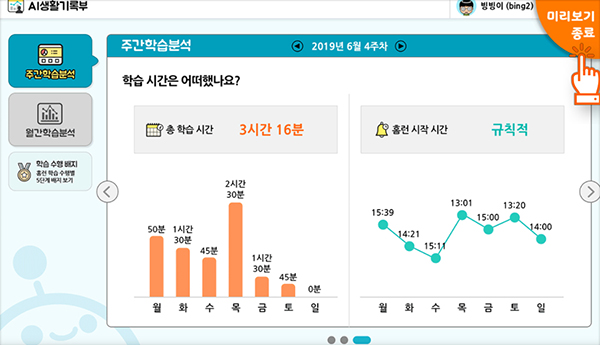 AI생활기록부
빙빙이 (bing2)
미리보기
종료
주간학습분석
월간학습분석
학습 수행 배지
홈런 학습 수행별
5단계 배지 보기
주간학습분석
2019년 6월 4주차
학습 시간은 어떠했나요?
총 학습 시간 3시간 16분
홈런 시작 시간 규칙적
50분
1시간
30분
45분
2시간
30분
1시간
30분
45분
0분
월 화 수 목 금 토 일
15:39
14:21
15:11
13:01
15:00
13:20
14:00
월 화 수 목 금 토 일